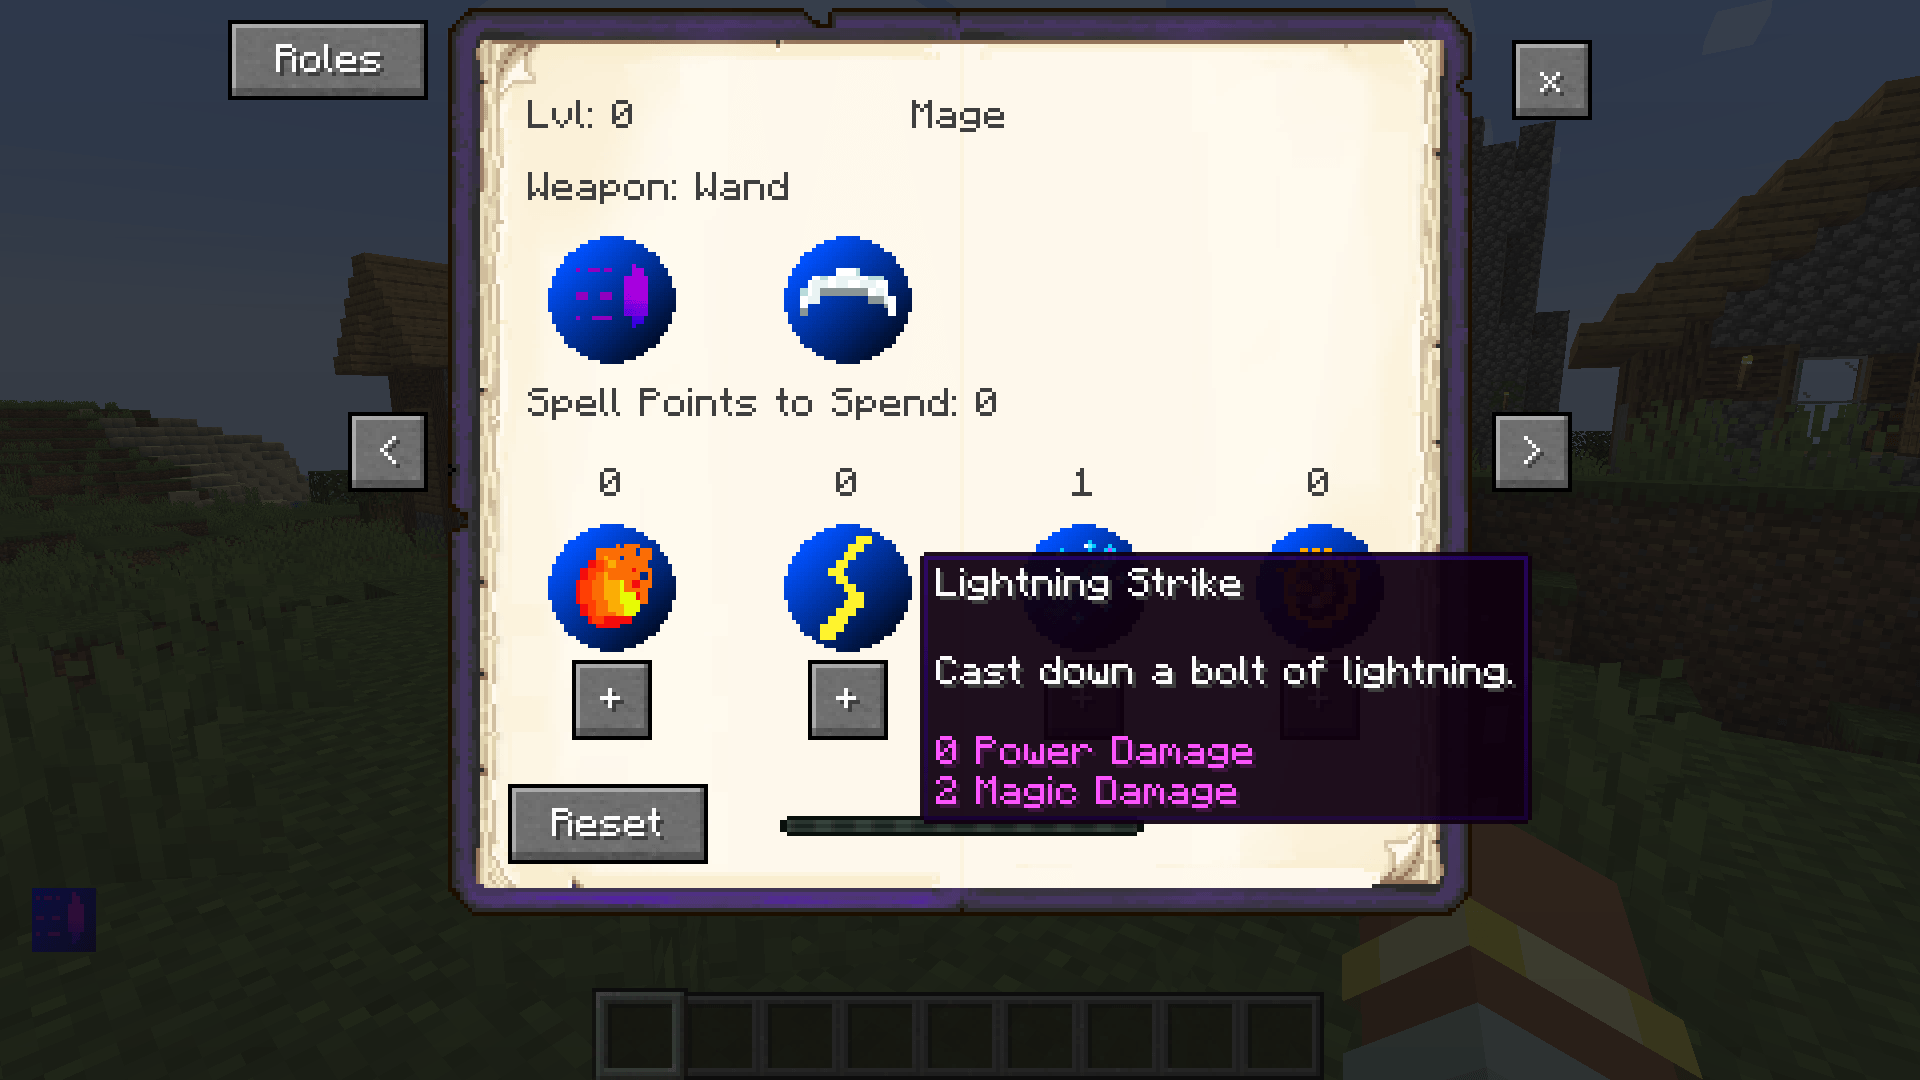 Roles
x
Lvl: 0
Mage
Weapon: Wand
Spell Points to Spend: 0
<
>
0
0
1
0
Lightning Strike
Cast down a bolt of lightning.
+
+
+
+
0 Power Damage
2 Magic Damage
Reset